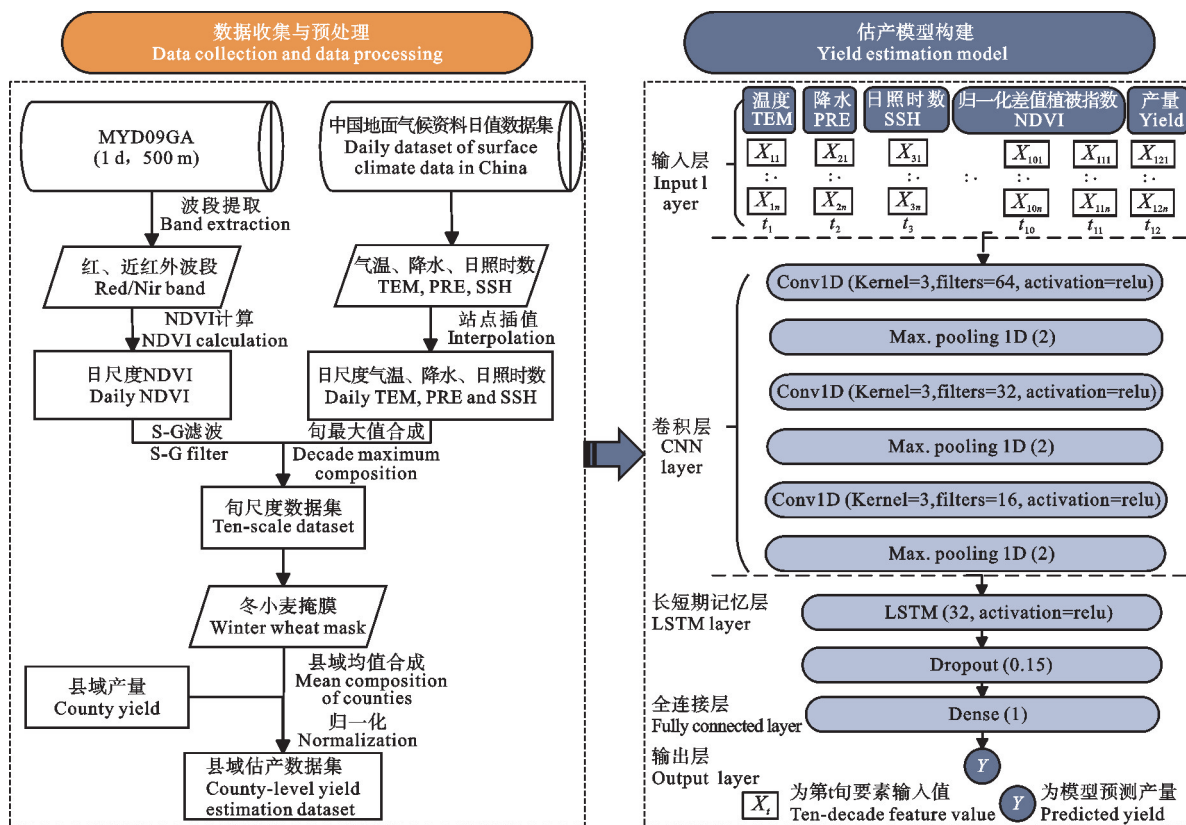 数据收集与预处理
Data collection and data processing
MYD09GA
(1 d，500 m)
中国地面气候资料日值数据集
Daily dataset of surface
climate data in China
波段提取
Band extraction
红、近红外波段
Red/Nir band
气温、降水、日照时数
TEM, PRE, SSH
NDVI计算
NDVI calculation
站点插值
Interpolation
日尺度NDVI
Daily NDVI
日尺度气温、降水、日照时数
Daily TEM, PRE and SSH
S-G滤波
S-G filter
旬最大值合成
Decade maximum
composition
旬尺度数据集
Ten-scale dataset
冬小麦掩膜
Winter wheat mask
县域均值合成
Mean composition
of counties
县域产量
County yield
归一化
Normalization
县域估产数据集
County-level yield
estimation dataset
估产模型构建
Yield estimation model
温度 降水 日照时数 归一化差值植被指数 产量
TEM PRE SSH NDVI Yield
输入层
Input l
ayer
X11 X21 X31 X101 X111 X121
:. :. :. :. :. :. :.
X1n X2n X3n X10n X11n X12n
t1 t2 t3 t10 t11 t12
卷积层
CNN
layer
Conv1D (Kernel=3,filters=64, activation=relu)
Max. pooling 1D (2)
Conv1D (Kernel=3,filters=32, activation=relu)
Max. pooling 1D (2)
Conv1D (Kernel=3,filters=16, activation=relu)
Max. pooling 1D (2)
长短期记忆层
LSTM layer
LSTM (32, activation=relu)
Dropout (0.15)
全连接层
Fully connected layer
Dense (1)
输出层
Output layer
Y
Xt 为第t旬要素输入值
Ten-decade feature value
Y 为模型预测产量
Predicted yield